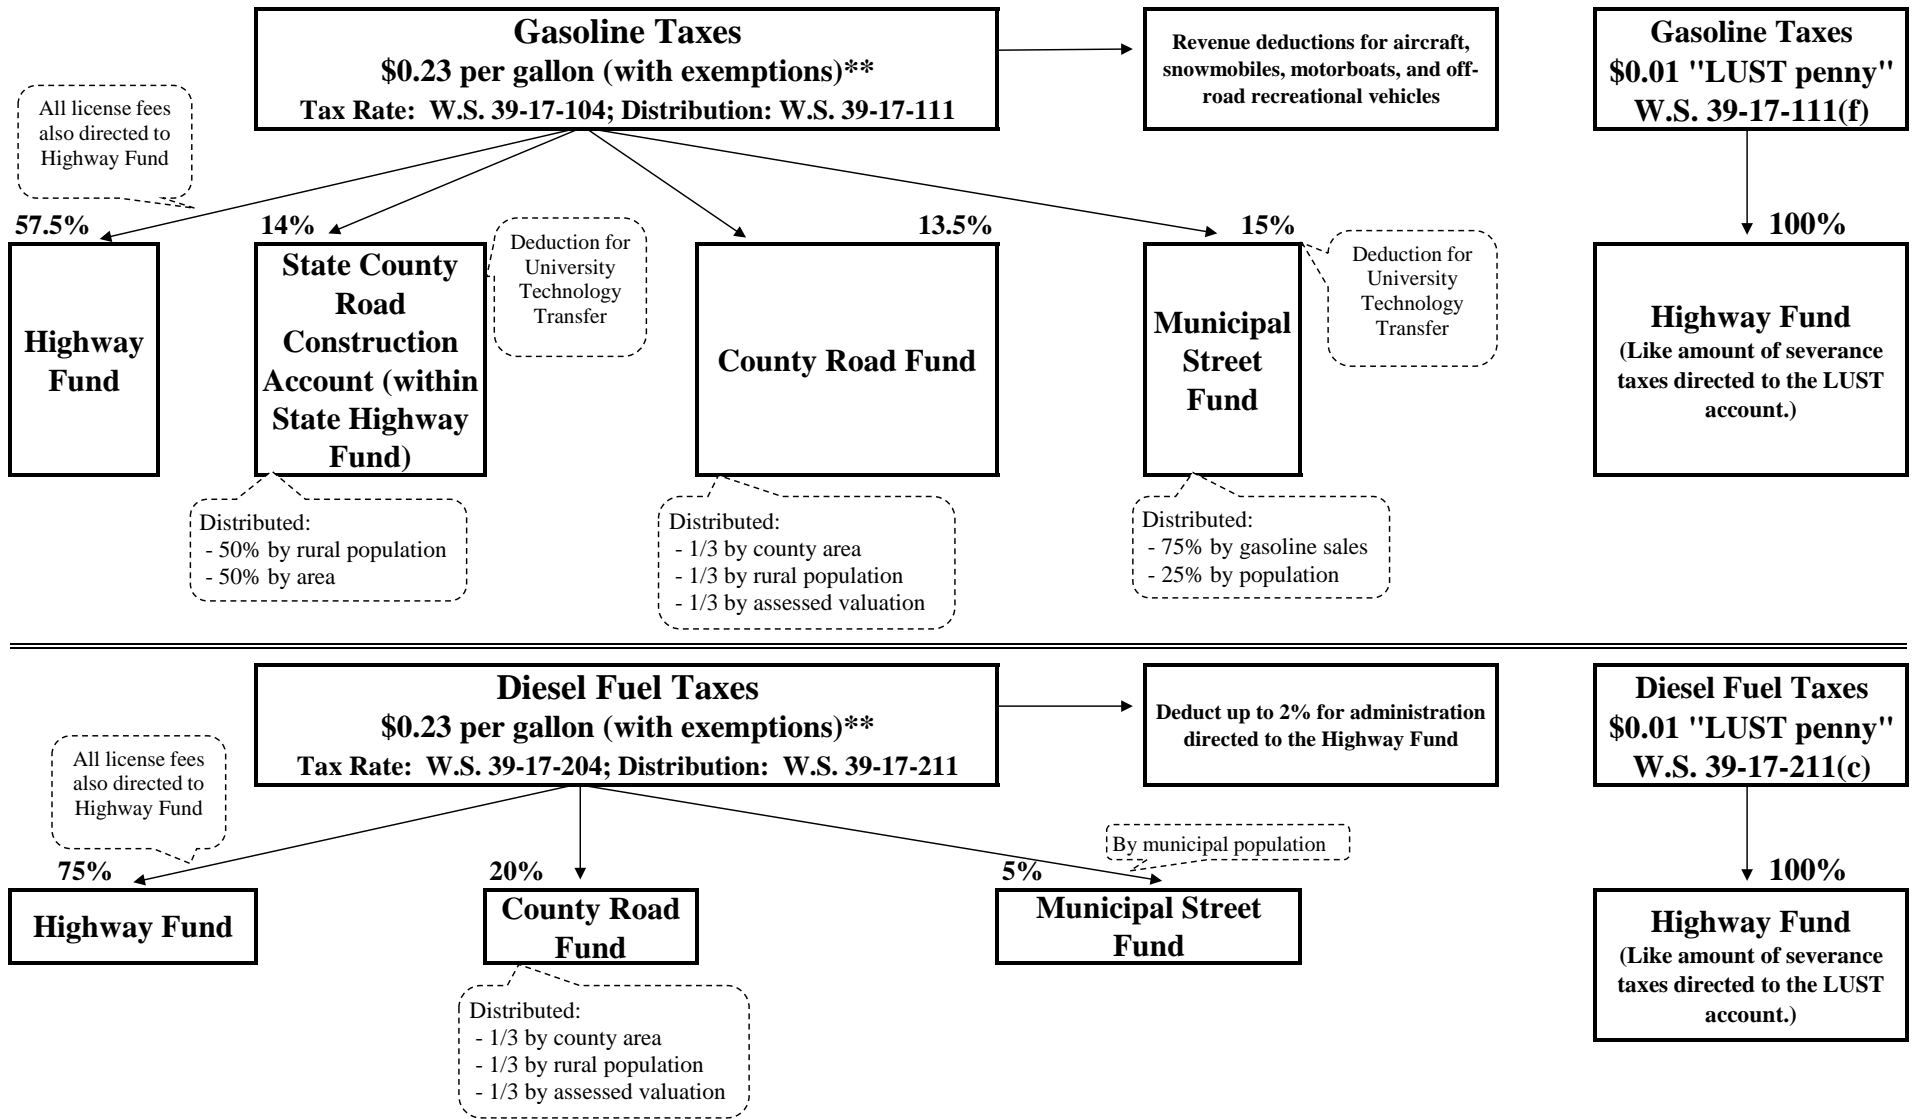 Gasoline Taxes
$0.23 per gallon (with exemptions)**
Tax Rate:  W.S. 39-17-104; Distribution: W.S. 39-17-111
Revenue deductions for aircraft,
snowmobiles, motorboats, and off-
road recreational vehicles
Gasoline Taxes
$0.01 "LUST penny"
W.S. 39-17-111(f)
All license fees
also directed to
Highway Fund
57.5%
14%
13.5%
15%
100%
Highway
Fund
State County
Road
Construction
Account (within
State Highway
Fund)
Deduction for
University
Technology
Transfer
County Road Fund
Municipal
Street
Fund
Deduction for
University
Technology
Transfer
Highway Fund
(Like amount of severance
taxes directed to the LUST
account.)
Distributed:
- 50% by rural population
- 50% by area
Distributed:
- 1/3 by county area
- 1/3 by rural population
- 1/3 by assessed valuation
Distributed:
- 75% by gasoline sales
- 25% by population
Diesel Fuel Taxes
$0.23 per gallon (with exemptions)**
Tax Rate:  W.S. 39-17-204; Distribution:  W.S. 39-17-211
Deduct up to 2% for administration
directed to the Highway Fund
Diesel Fuel Taxes
$0.01 "LUST penny"
W.S. 39-17-211(c)
All license fees
also directed to
Highway Fund
By municipal population
75%
20%
5%
100%
Highway Fund
County Road
Fund
Municipal Street
Fund
Highway Fund
(Like amount of severance
taxes directed to the LUST
account.)
Distributed:
- 1/3 by county area
- 1/3 by rural population
- 1/3 by assessed valuation